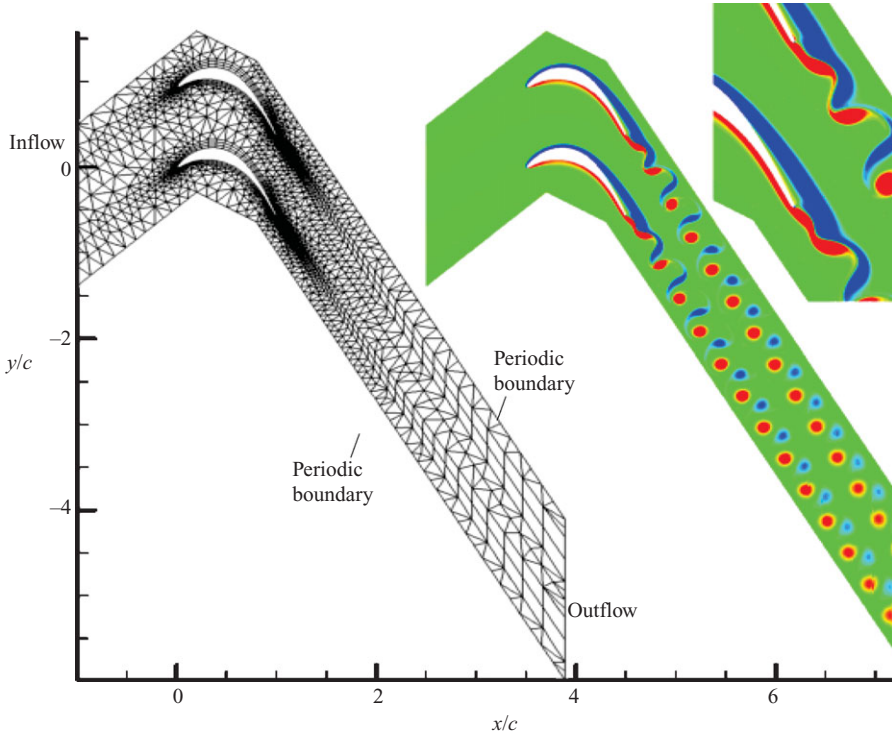 Inflow
0
−2
y/c
Periodic
boundary
Periodic
boundary
−4
Outflow
0
2
4
6
x/c